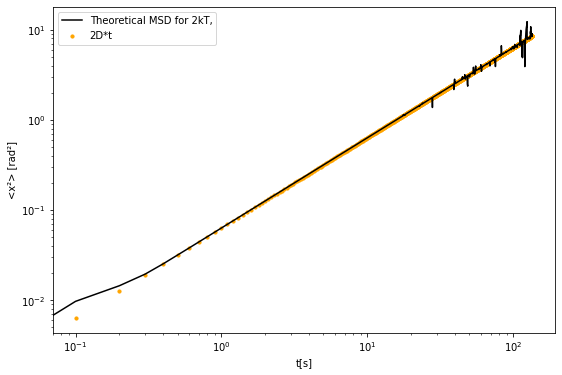 Theoretical MSD for 2kT,
2D*t
<x²> [rad²]
10¹
10⁰
10⁻¹
10⁻²
10⁻¹
10⁰
10¹
10²
t[s]